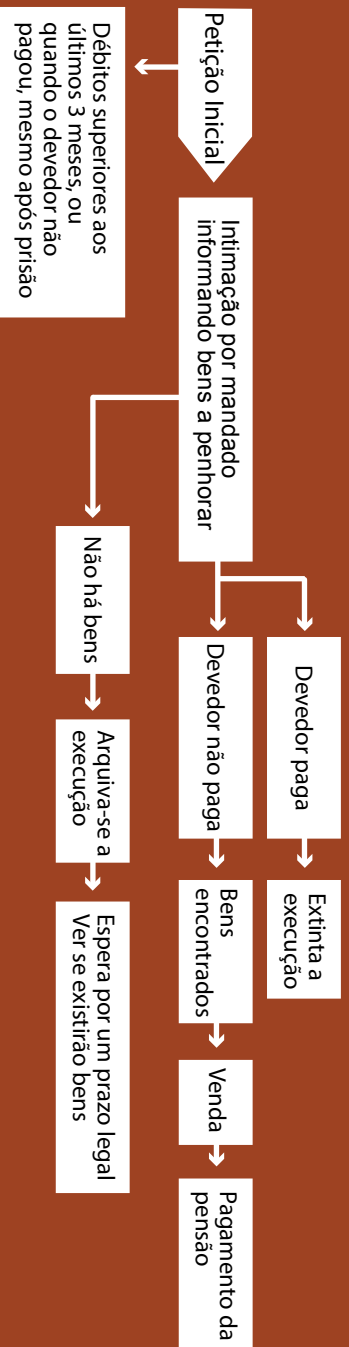 Petição Inicial
Débitos superiores aos
últimos 3 meses, ou
quando o devedor não
pagou, mesmo após prisão
Intimação por mandado
informando bens a penhorar
Devedor paga
Extinta a
execução
Devedor não paga
Bens
encontrados
Venda
Pagamento da
pensão
Não há bens
Arquiva-se a
execução
Espera por um prazo legal
Ver se existirão bens